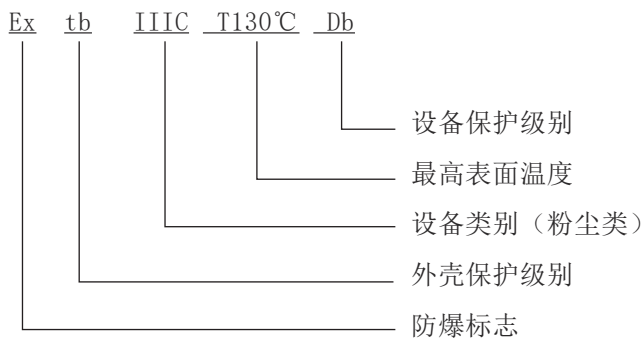 Ex tb IIIC T130℃ Db
设备保护级别
最高表面温度
设备类别（粉尘类）
外壳保护级别
防爆标志